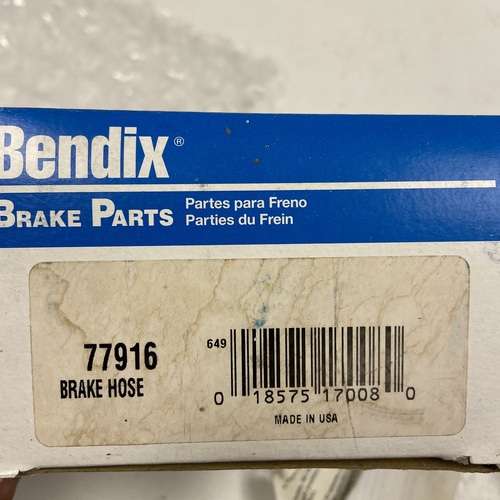 Bendix®
BRAKE PARTS
Partes para Freno
Parties du Frein
77916
BRAKE HOSE
649
0 18575 17008 0
MADE IN USA